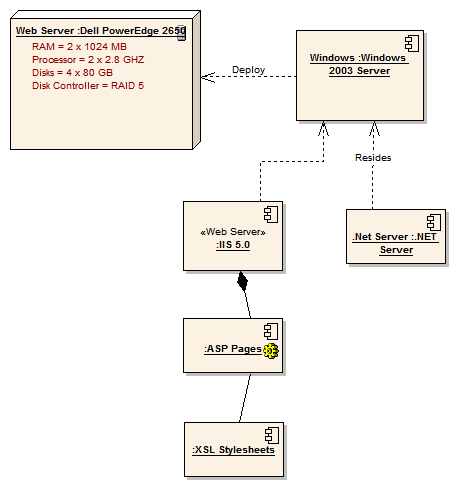 Web Server :Dell PowerEdge 2650
RAM = 2 x 1024 MB
Processor = 2 x 2.8 GHZ
Disks = 4 x 80 GB
Disk Controller = RAID 5
Deploy
Windows :Windows
2003 Server
Resides
«Web Server»
:IIS 5.0
.Net Server :.NET
Server
:ASP Pages
:XSL Stylesheets